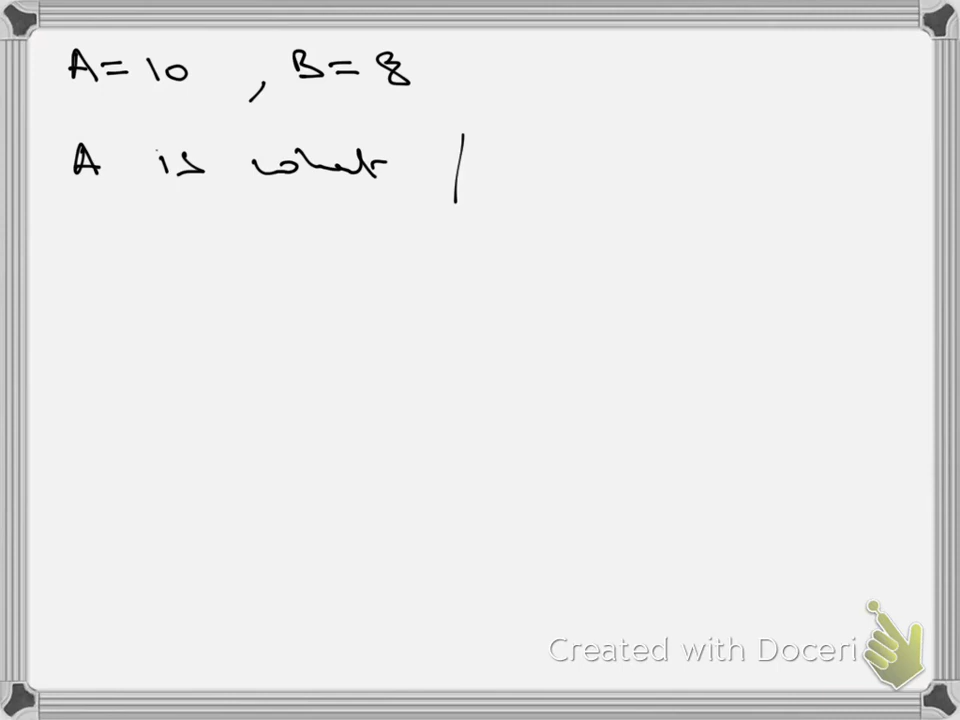 A = 10 , B = 8
A is what |
Created with Doceri